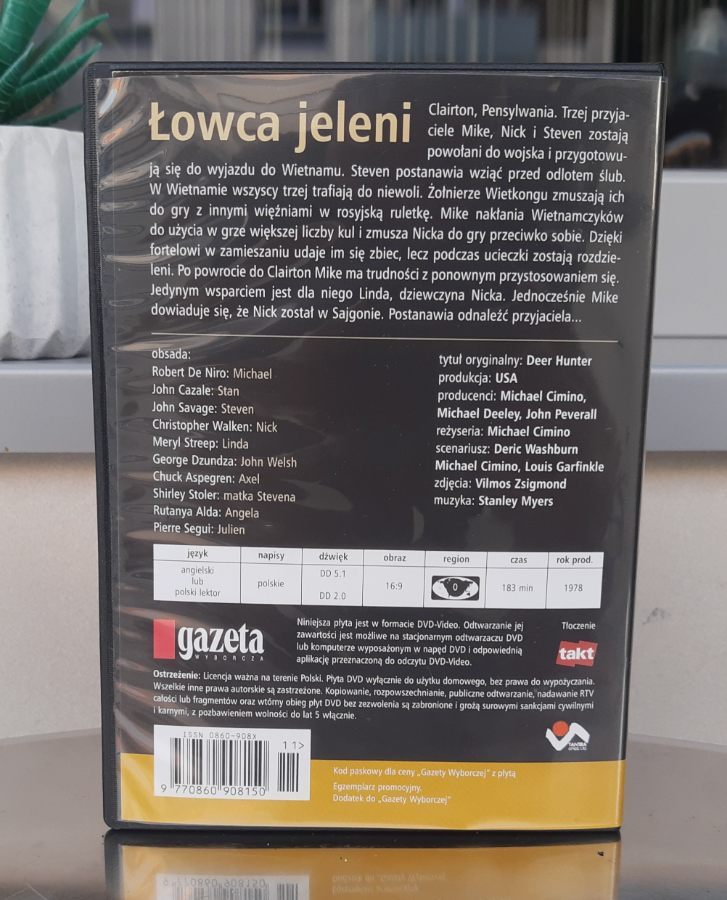 Łowca jeleni
Clairton, Pensylwania. Trzej przyja-
ciele Mike, Nick i Steven zostają
powołani do wojska i przygotowu-
ją się do wyjazdu do Wietnamu. Steven postanawia wziąć przed odlotem ślub.
W Wietnamie wszyscy trzej trafiają do niewoli. Żołnierze Wietkongu zmuszają ich
do gry z innymi więźniami w rosyjską ruletkę. Mike nakłania Wietnamczyków
do użycia w grze większej liczby kul i zmusza Nicka do gry przeciwko sobie. Dzięki
fortelowi w zamieszaniu udaje im się zbiec, lecz podczas ucieczki zostają rozdzie-
leni. Po powrocie do Clairton Mike ma trudności z ponownym przystosowaniem się.
Jedynym wsparciem jest dla niego Linda, dziewczyna Nicka. Jednocześnie Mike
dowiaduje się, że Nick został w Sajgonie. Postanawia odnaleźć przyjaciela...
obsada:
Robert De Niro: Michael
John Cazale: Stan
John Savage: Steven
Christopher Walken: Nick
Meryl Streep: Linda
George Dzundza: John Welsh
Chuck Aspegren: Axel
Shirley Stoler: matka Stevena
Rutanya Alda: Angela
Pierre Segui: Julien
tytuł oryginalny: Deer Hunter
produkcja: USA
producenci: Michael Cimino,
Michael Deeley, John Peverall
reżyseria: Michael Cimino
scenariusz: Deric Washburn
Michael Cimino, Louis Garfinkle
zdjęcia: Vilmos Zsigmond
muzyka: Stanley Myers
język napisy dźwięk obraz region czas rok prod.
angielski
lub
polski lektor
polskie
DD 5.1
DD 2.0
16:9
0
183 min
1978
gazeta
WYBORCZA
Niniejsza płyta jest w formacie DVD-Video. Odtwarzanie jej
zawartości jest możliwe na stacjonarnym odtwarzaczu DVD
lub komputerze wyposażonym w napęd DVD i odpowiednią
aplikację przeznaczoną do odczytu DVD-Video.
Tłoczenie
takt
Ostrzeżenie: Licencja ważna na terenie Polski. Płyta DVD wyłącznie do użytku domowego, bez prawa do wypożyczania.
Wszelkie inne prawa autorskie są zastrzeżone. Kopiowanie, rozpowszechnianie, publiczne odtwarzanie, nadawanie RTV
całości lub fragmentów oraz wtórny obieg płyt DVD bez zezwolenia są zabronione i grożą surowymi sankcjami cywilnymi
i karnymi, z pozbawieniem wolności do lat 5 włącznie.
ISSN 0860-908X
11>
9 770860 908150
TANTRA
Kod paskowy dla ceny „Gazety Wyborczej” z płytą
Egzemplarz promocyjny.
Dodatek do „Gazety Wyborczej”